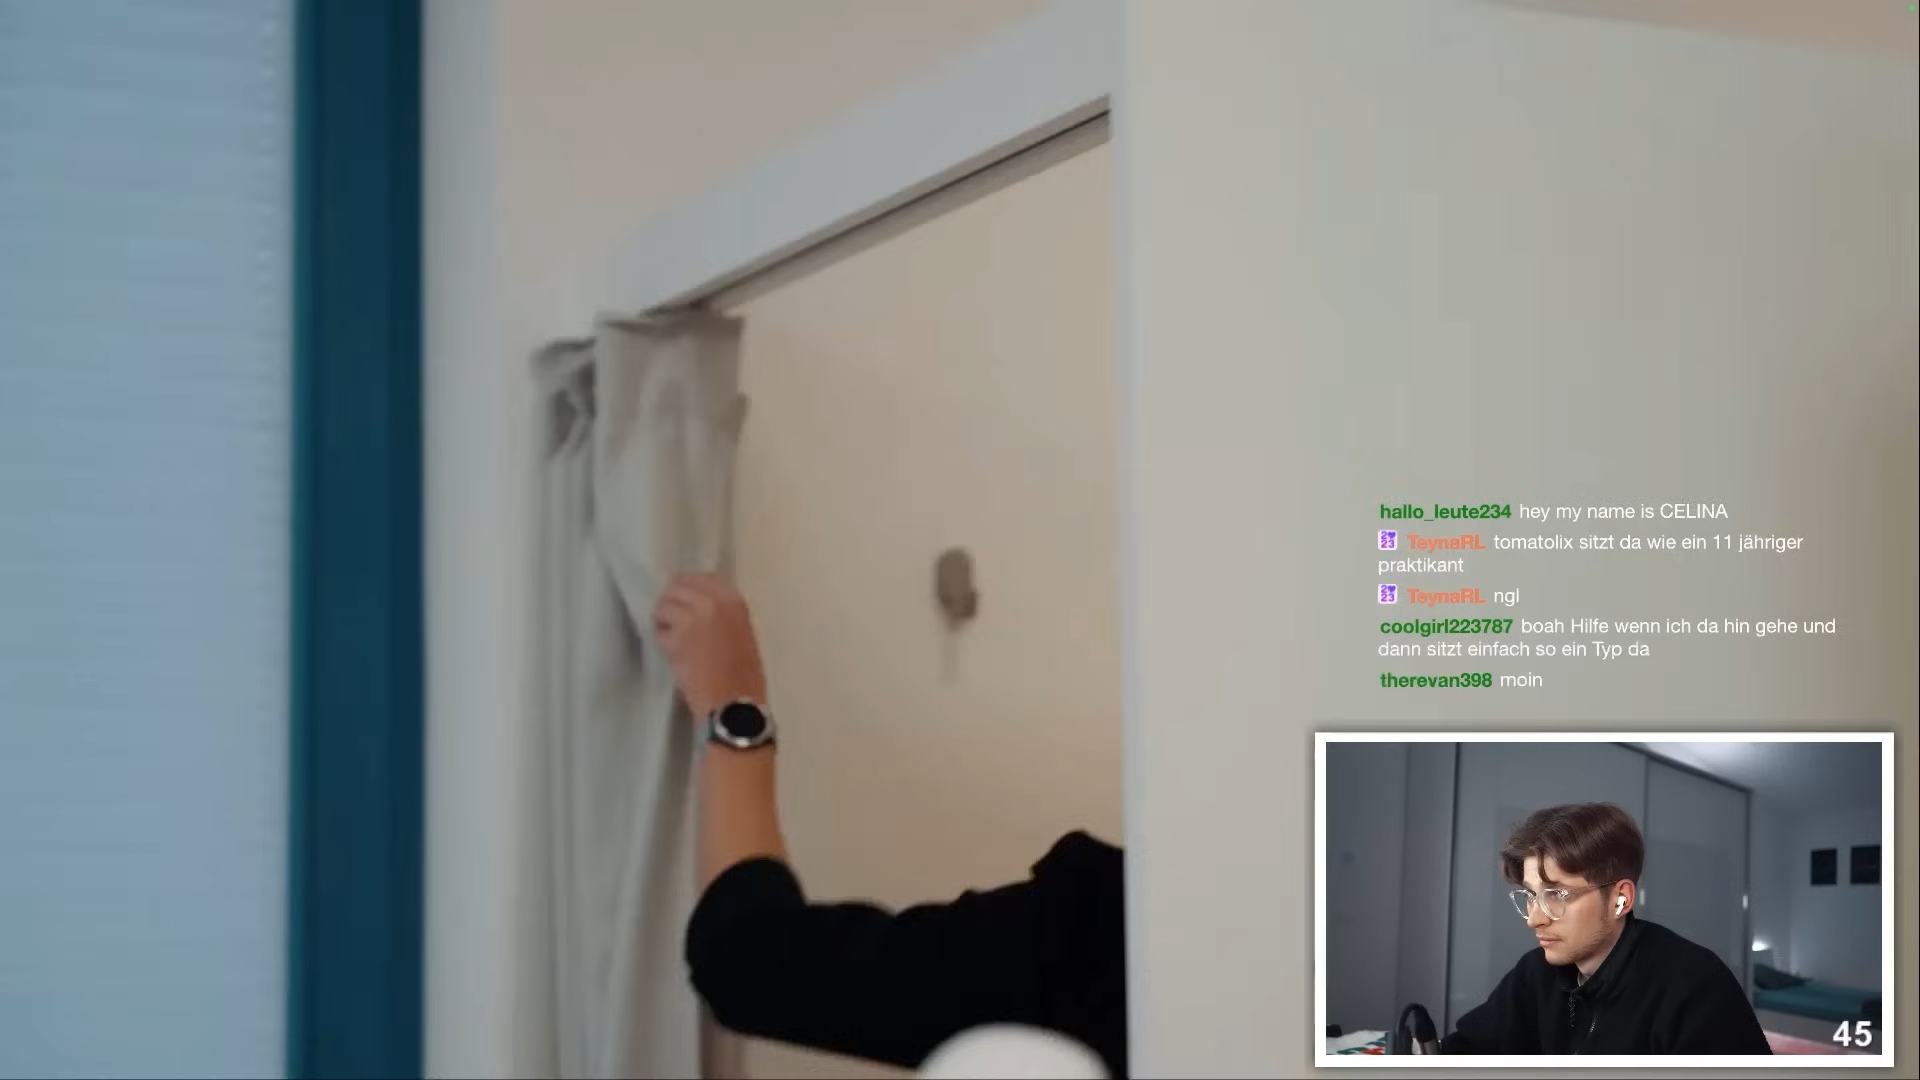 hallo_leute234 hey my name is CELINA
TeynaRL tomatolix sitzt da wie ein 11 jähriger
praktikant
TeynaRL ngl
coolgirl223787 boah Hilfe wenn ich da hin gehe und
dann sitzt einfach so ein Typ da
therevan398 moin
45